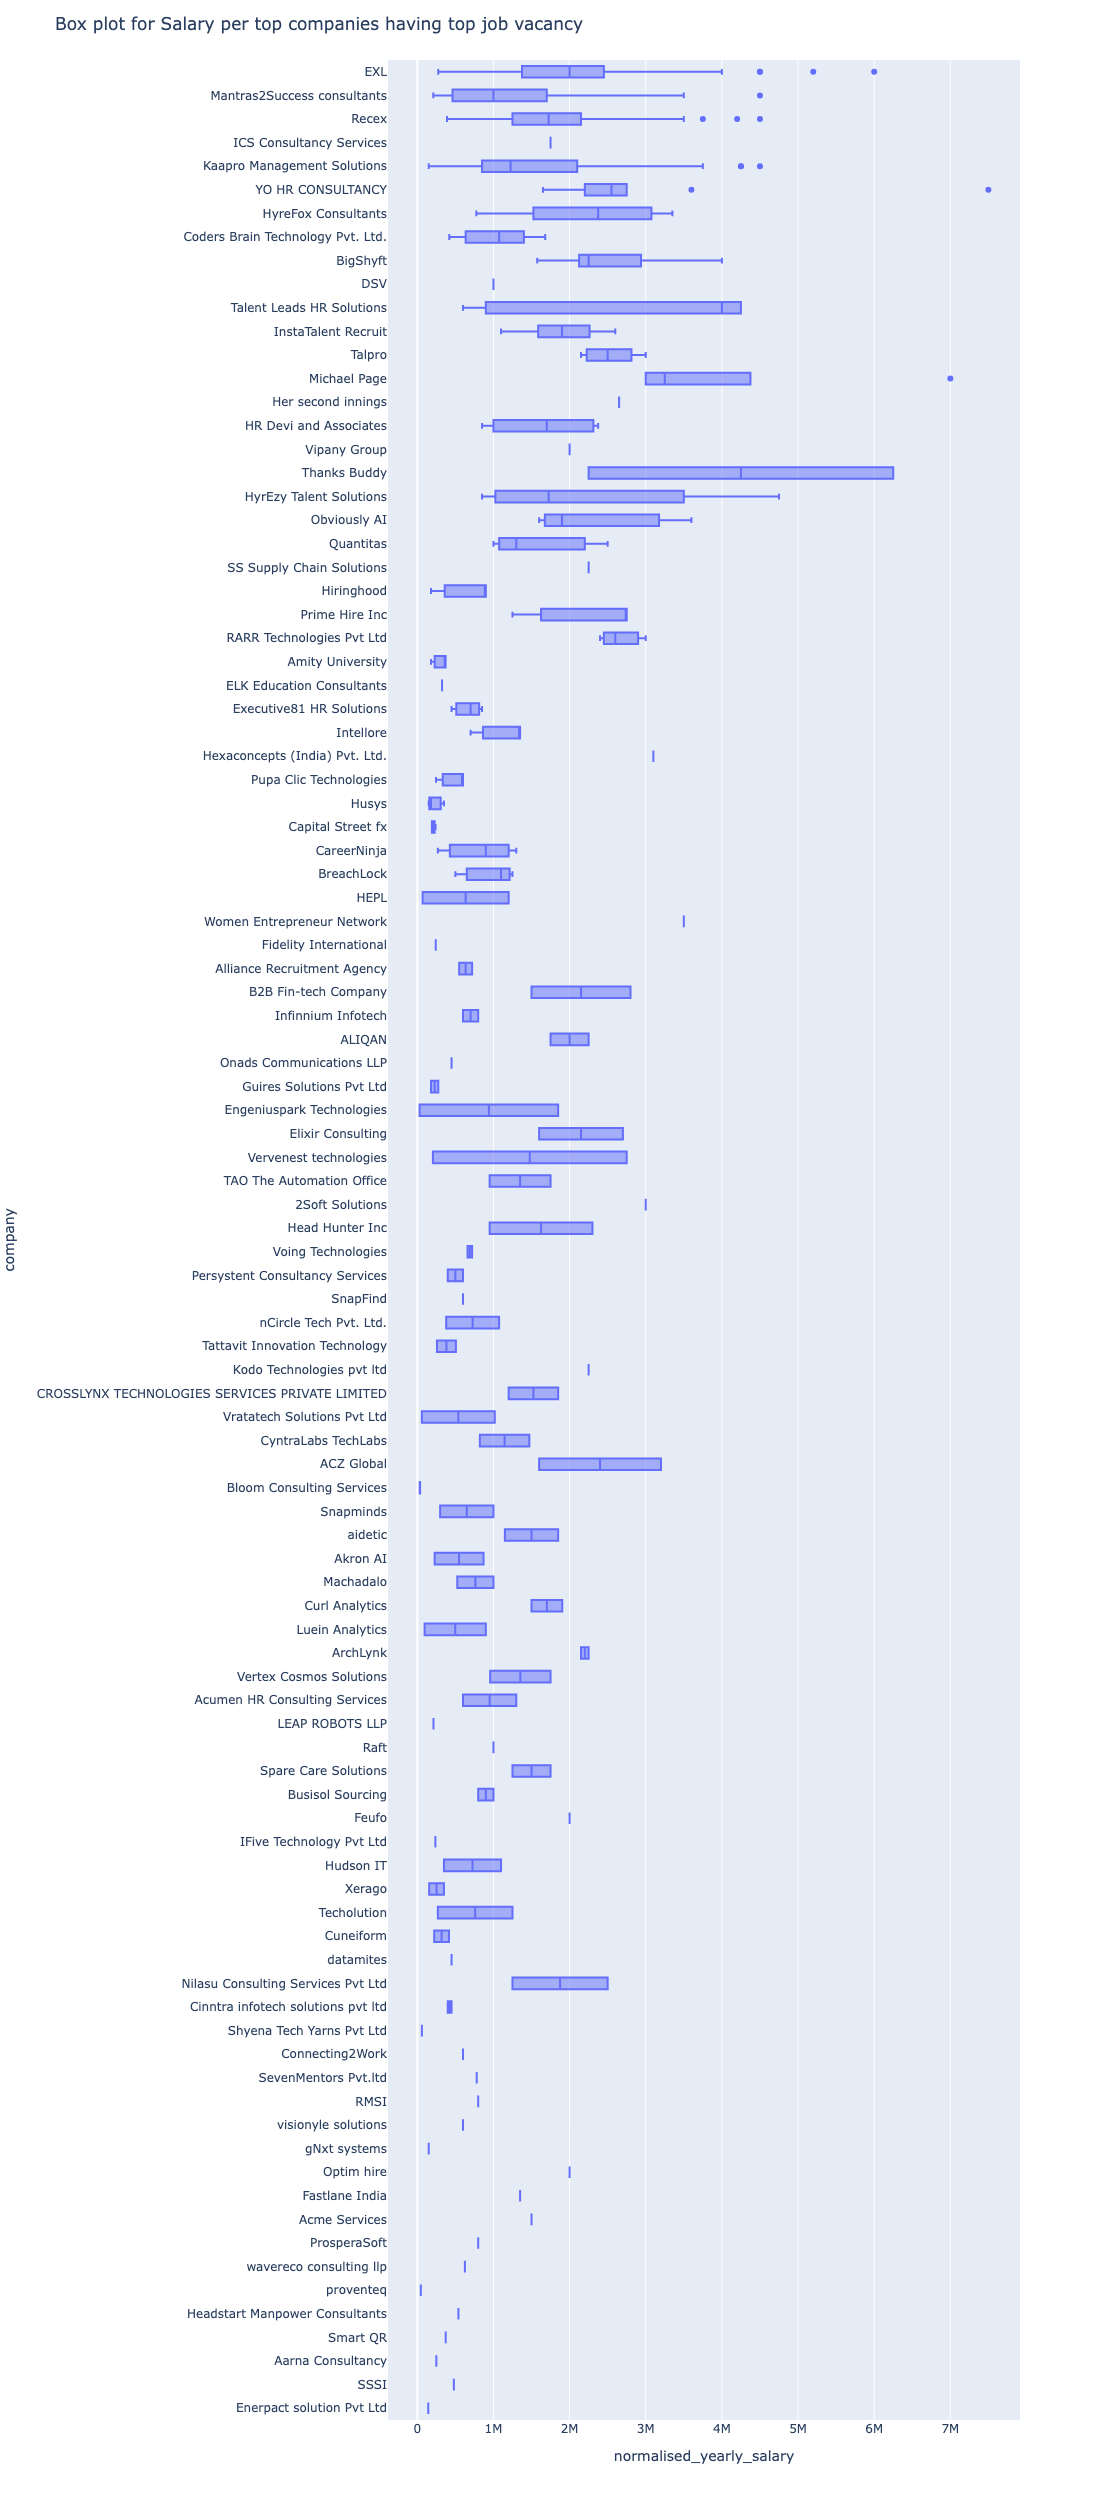 Box plot for Salary per top companies having top job vacancy
EXL
Mantras2Success consultants
Recex
ICS Consultancy Services
Kaapro Management Solutions
YO HR CONSULTANCY
HyreFox Consultants
Coders Brain Technology Pvt. Ltd.
BigShyft
DSV
Talent Leads HR Solutions
InstaTalent Recruit
Talpro
Michael Page
Her second innings
HR Devi and Associates
Vipany Group
Thanks Buddy
HyrEzy Talent Solutions
Obviously AI
Quantitas
SS Supply Chain Solutions
Hiringhood
Prime Hire Inc
RARR Technologies Pvt Ltd
Amity University
ELK Education Consultants
Executive81 HR Solutions
Intellore
Hexaconcepts (India) Pvt. Ltd.
Pupa Clic Technologies
Husys
Capital Street fx
CareerNinja
BreachLock
HEPL
Women Entrepreneur Network
Fidelity International
Alliance Recruitment Agency
B2B Fin-tech Company
Infinnium Infotech
ALIQAN
Onads Communications LLP
Guires Solutions Pvt Ltd
Engeniuspark Technologies
Elixir Consulting
Vervenest technologies
TAO The Automation Office
2Soft Solutions
Head Hunter Inc
Voing Technologies
Persystent Consultancy Services
SnapFind
nCircle Tech Pvt. Ltd.
Tattavit Innovation Technology
Kodo Technologies pvt ltd
CROSSLYNX TECHNOLOGIES SERVICES PRIVATE LIMITED
Vratatech Solutions Pvt Ltd
CyntraLabs TechLabs
ACZ Global
Bloom Consulting Services
Snapminds
aidetic
Akron AI
Machadalo
Curl Analytics
Luein Analytics
ArchLynk
Vertex Cosmos Solutions
Acumen HR Consulting Services
LEAP ROBOTS LLP
Raft
Spare Care Solutions
Busisol Sourcing
Feufo
IFive Technology Pvt Ltd
Hudson IT
Xerago
Techolution
Cuneiform
datamites
Nilasu Consulting Services Pvt Ltd
Cinntra infotech solutions pvt ltd
Shyena Tech Yarns Pvt Ltd
Connecting2Work
SevenMentors Pvt.ltd
RMSI
visionyle solutions
gNxt systems
Optim hire
Fastlane India
Acme Services
ProsperaSoft
wavereco consulting llp
proventeq
Headstart Manpower Consultants
Smart QR
Aarna Consultancy
SSSI
Enerpact solution Pvt Ltd
company
0 1M 2M 3M 4M 5M 6M 7M
normalised_yearly_salary